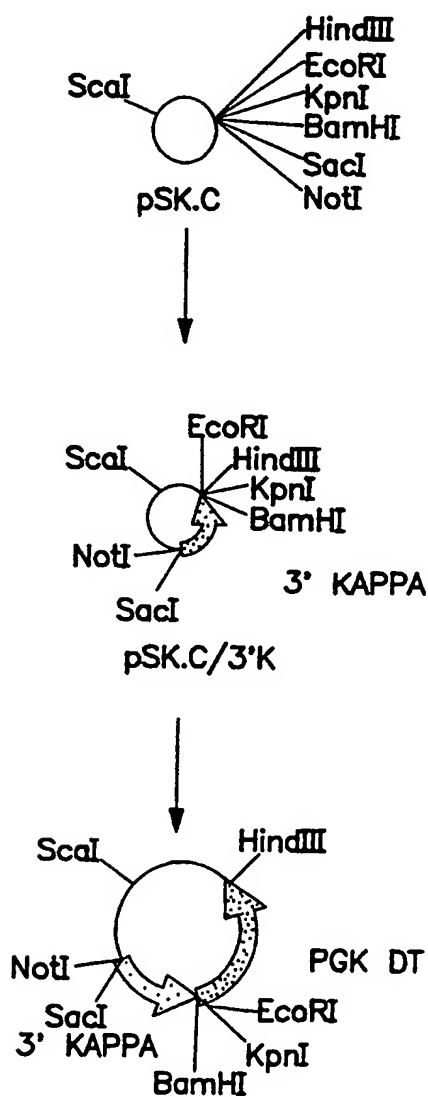 HindIII
EcoRI
ScaI
KpnI
BamHI
SacI
NotI
pSK.C
EcoRI
ScaI
HindIII
KpnI
BamHI
NotI
SacI
3' KAPPA
pSK.C/3'K
HindIII
ScaI
PGK DT
NotI
EcoRI
SacI
3' KAPPA
KpnI
BamHI